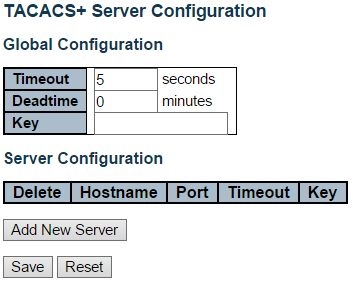 TACACS+ Server Configuration
Global Configuration
Timeout 5 seconds
Deadtime 0 minutes
Key
Server Configuration
Delete Hostname Port Timeout Key
Add New Server
Save Reset